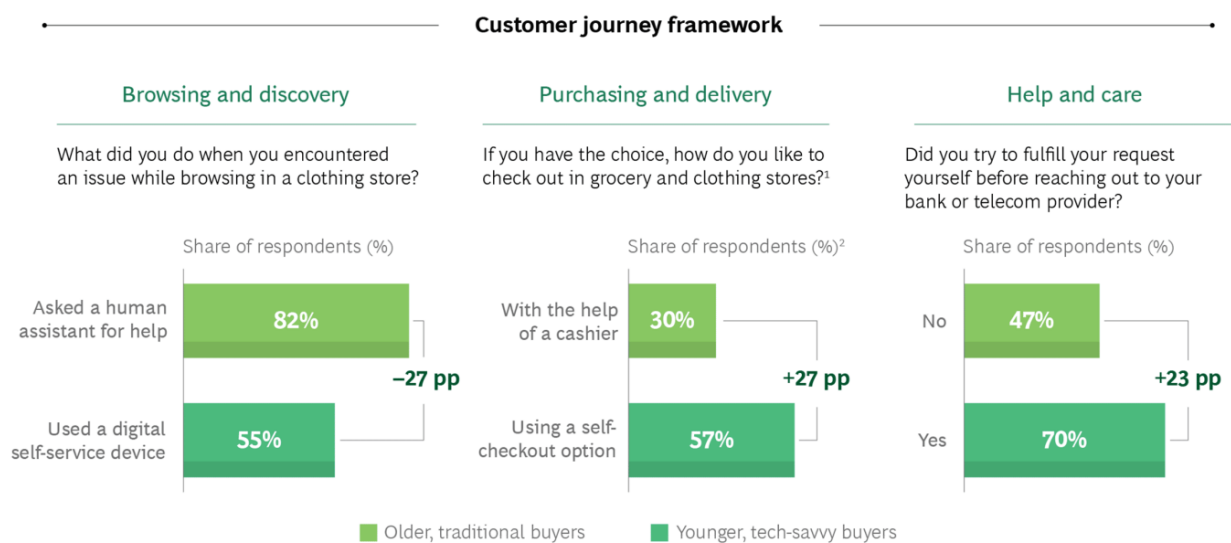 Customer journey framework
Browsing and discovery
What did you do when you encountered
an issue while browsing in a clothing store?
Share of respondents (%)
Asked a human
assistant for help
82%
–27 pp
Used a digital
self-service device
55%
Purchasing and delivery
If you have the choice, how do you like to
check out in grocery and clothing stores?¹
Share of respondents (%)²
With the help
of a cashier
30%
+27 pp
Using a self-
checkout option
57%
Help and care
Did you try to fulfill your request
yourself before reaching out to your
bank or telecom provider?
Share of respondents (%)
No
47%
+23 pp
Yes
70%
Older, traditional buyers
Younger, tech-savvy buyers